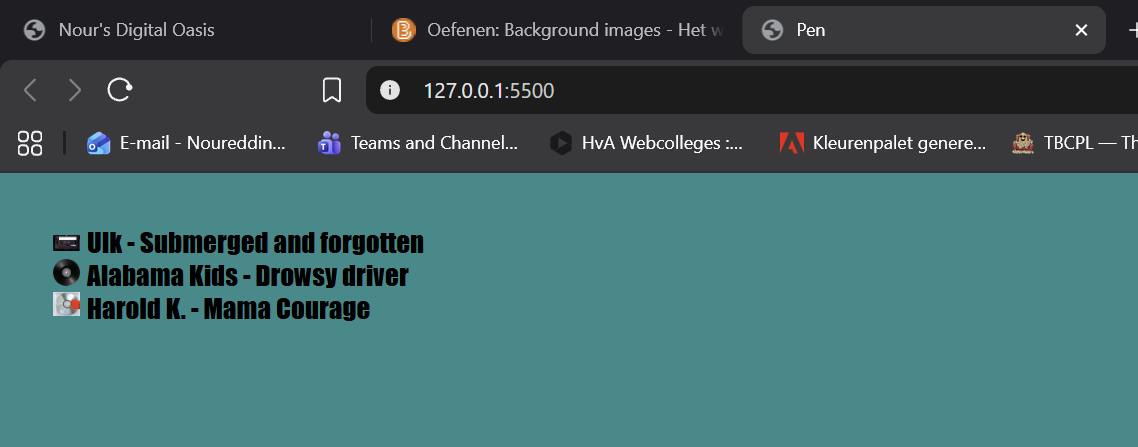 Nour's Digital Oasis
Oefenen: Background images - Het w
Pen
127.0.0.1:5500
E-mail - Noureddin...
Teams and Channel...
HvA Webcolleges :...
Kleurenpalet genere...
TBCPL — Th
Ulk - Submerged and forgotten
Alabama Kids - Drowsy driver
Harold K. - Mama Courage